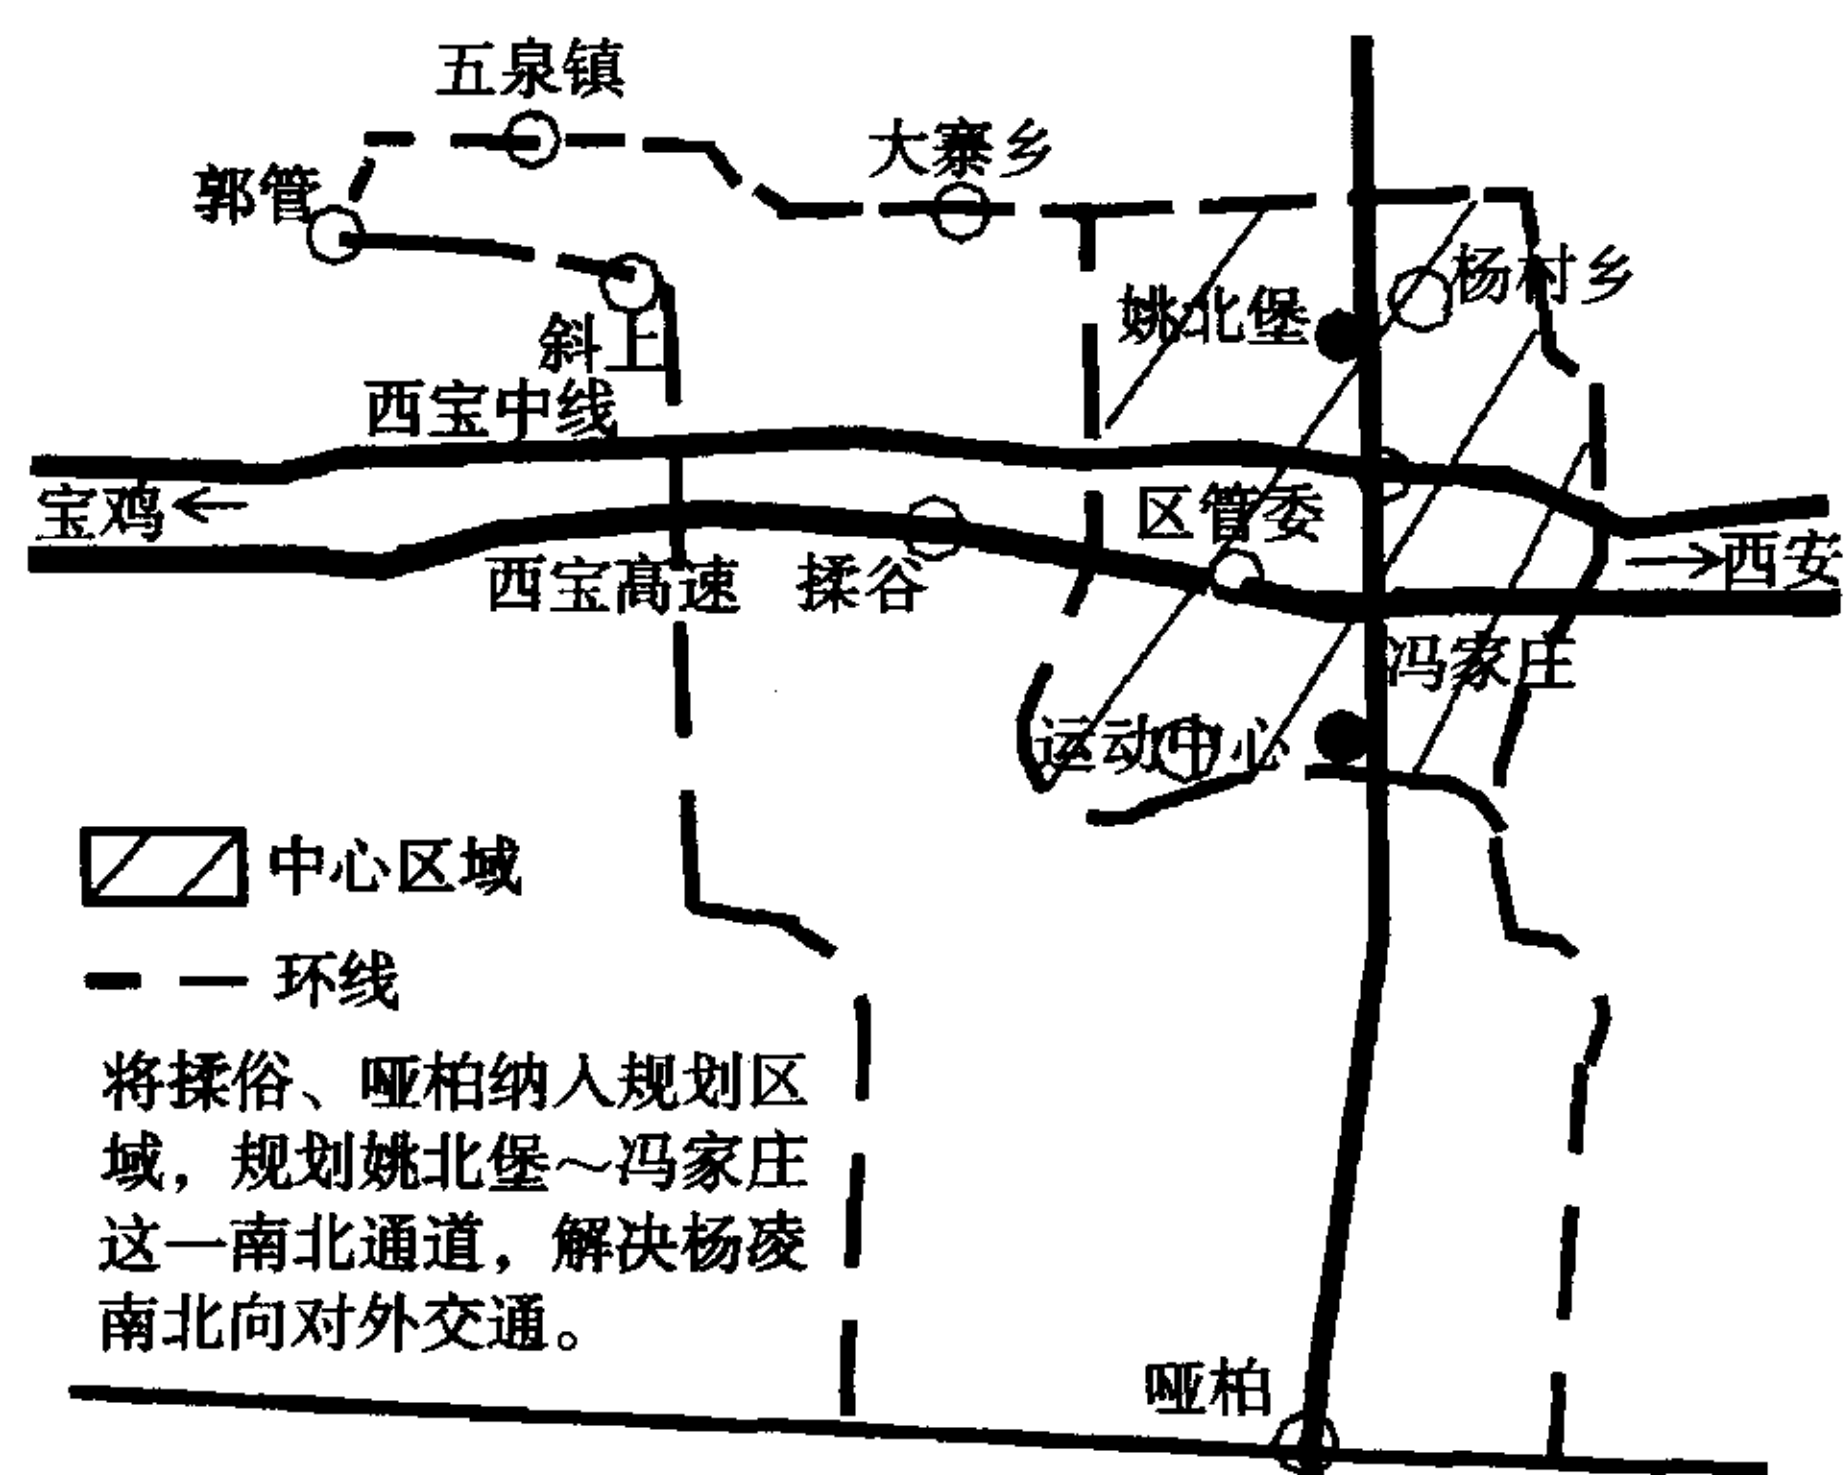 五泉镇
大寨乡
郭管
杨村乡
姚北堡
斜上
西宝中线
宝鸡
区管委
西安
西宝高速
揉谷
冯家庄
运动中心
中心区域
环线
将揉俗、哑柏纳入规划区
域，规划姚北堡～冯家庄
这一南北通道，解决杨凌
南北向对外交通。
哑柏